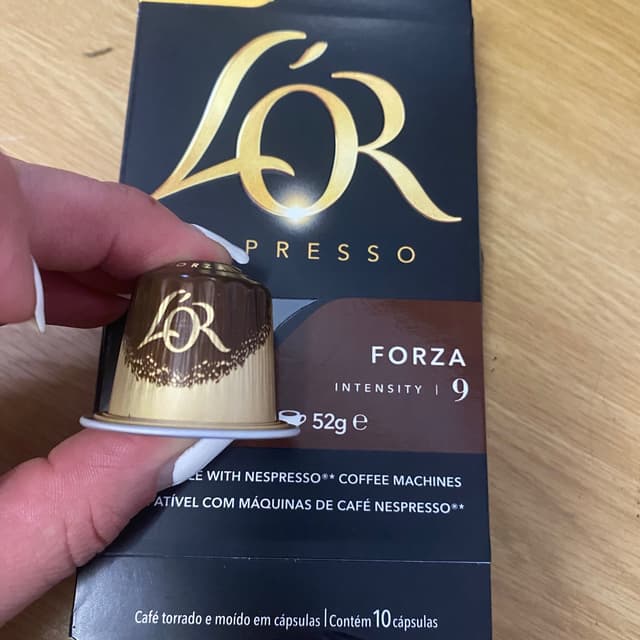 L'OR
PRESSO
OR
L'OR
FORZA
INTENSITY | 9
52g e
WITH NESPRESSO®* COFFEE MACHINES
ATÍVEL COM MÁQUINAS DE CAFÉ NESPRESSO®*
Café torrado e moído em cápsulas | Contém 10 cápsulas